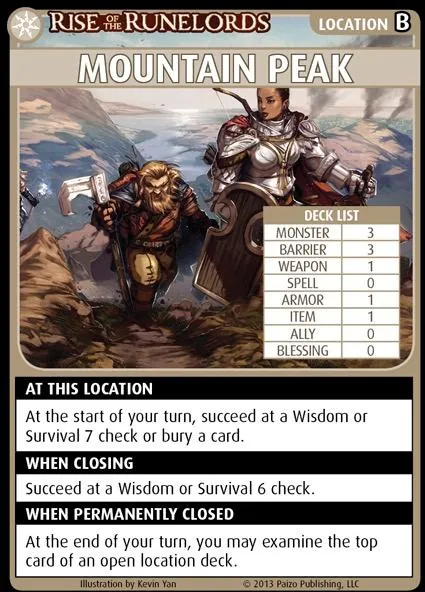 RISE OF THE RUNELORDS LOCATION B
MOUNTAIN PEAK
DECK LIST
MONSTER 3
BARRIER 3
WEAPON 1
SPELL 0
ARMOR 1
ITEM 1
ALLY 0
BLESSING 0
AT THIS LOCATION
At the start of your turn, succeed at a Wisdom or
Survival 7 check or bury a card.
WHEN CLOSING
Succeed at a Wisdom or Survival 6 check.
WHEN PERMANENTLY CLOSED
At the end of your turn, you may examine the top
card of an open location deck.
Illustration by Kevin Yan © 2013 Paizo Publishing, LLC